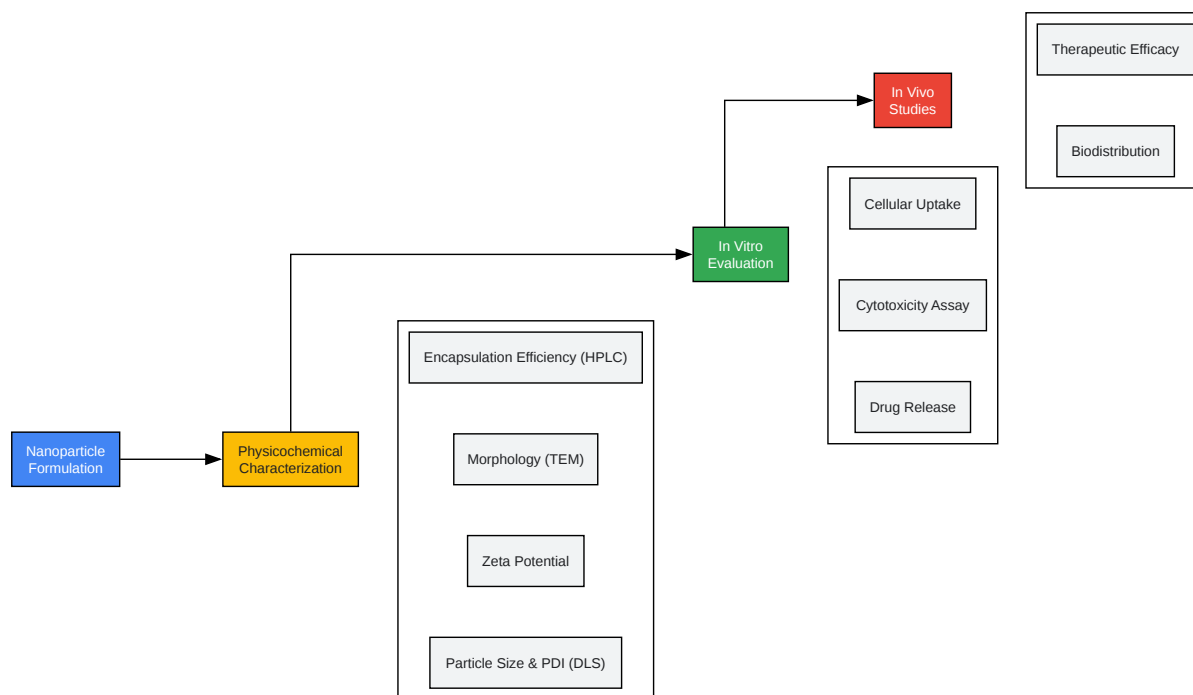 Therapeutic Efficacy
In Vivo
Studies
Biodistribution
Cellular Uptake
In Vitro
Evaluation
Cytotoxicity Assay
Encapsulation Efficiency (HPLC)
Drug Release
Nanoparticle
Formulation
Physicochemical
Characterization
Morphology (TEM)
Zeta Potential
Particle Size & PDI (DLS)